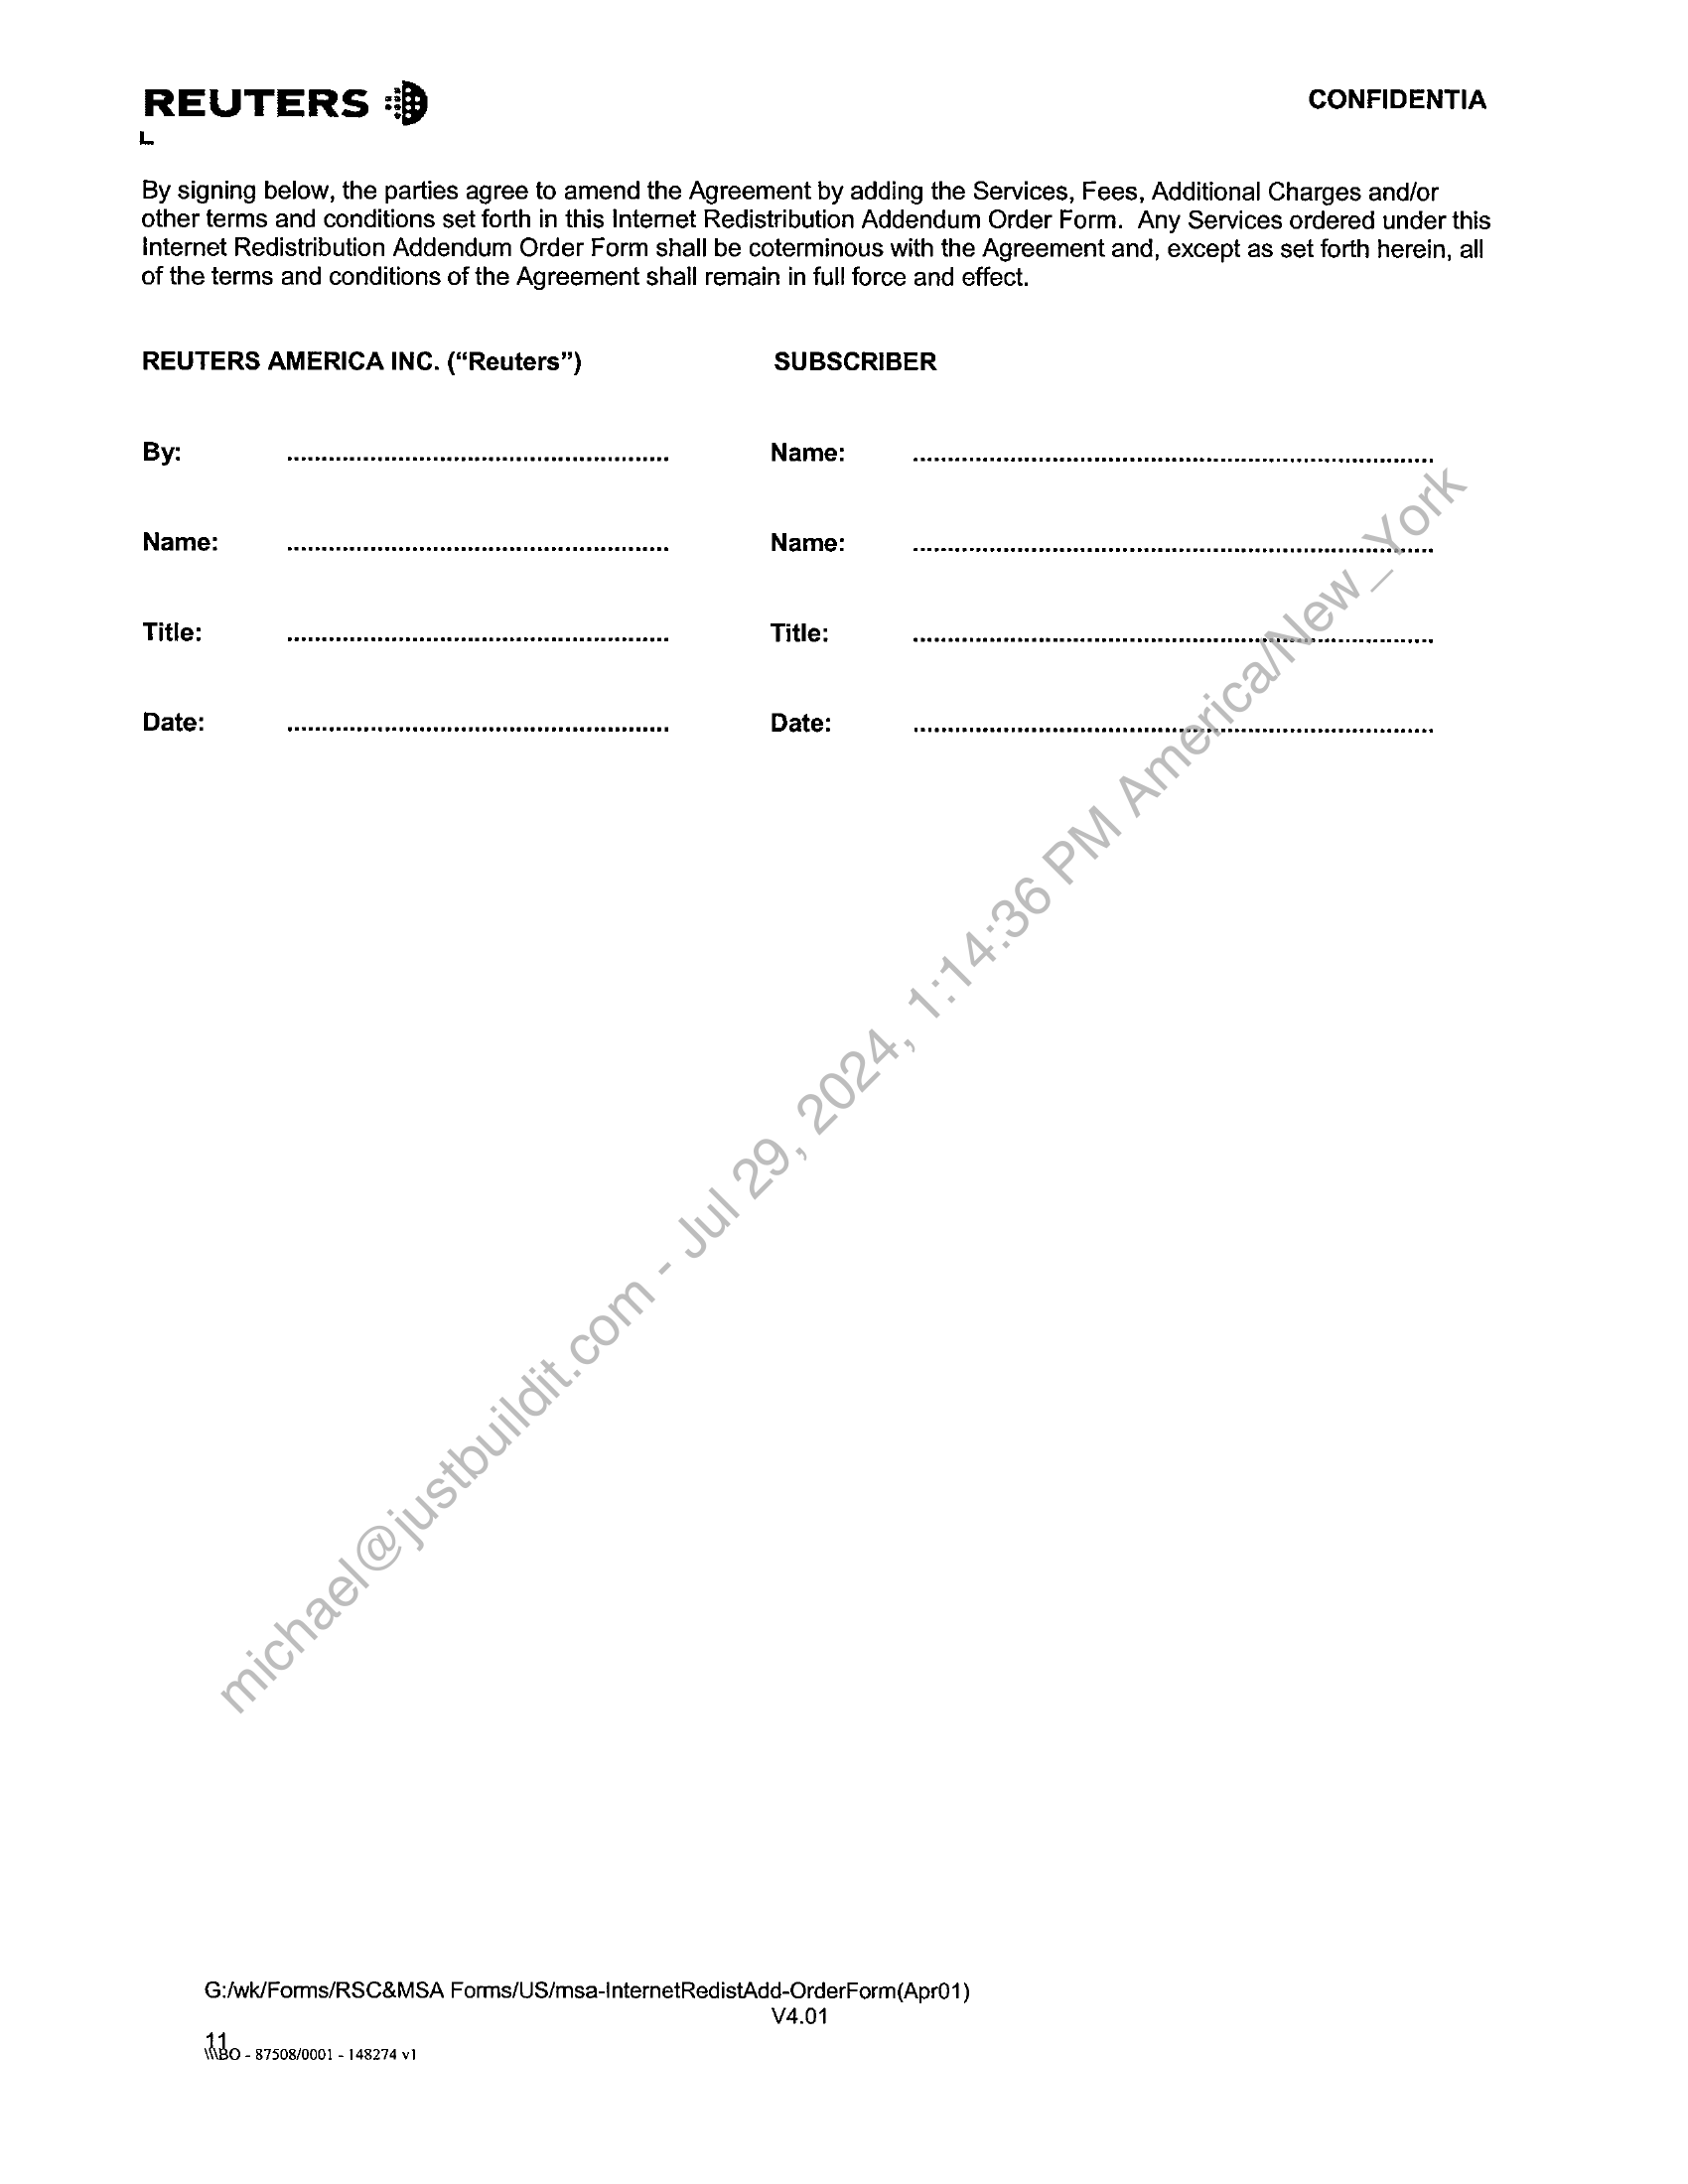 REUTERS
CONFIDENTIA
L
By signing below, the parties agree to amend the Agreement by adding the Services, Fees, Additional Charges and/or
other terms and conditions set forth in this Internet Redistribution Addendum Order Form. Any Services ordered under this
Internet Redistribution Addendum Order Form shall be coterminous with the Agreement and, except as set forth herein, all
of the terms and conditions of the Agreement shall remain in full force and effect.
REUTERS AMERICA INC. (“Reuters”) SUBSCRIBER
By: ....................................................... Name: ...........................................................................
Name: ....................................................... Name: ...........................................................................
Title: ....................................................... Title: ...........................................................................
Date: ....................................................... Date: ...........................................................................
michael@justbuildit.com - Jul 29, 2024, 1:14:36 PM America/New_York
G:/wk/Forms/RSC&MSA Forms/US/msa-InternetRedistAdd-OrderForm(Apr01)
V4.01
11
\\\BO - 87508/0001 - 148274 v1